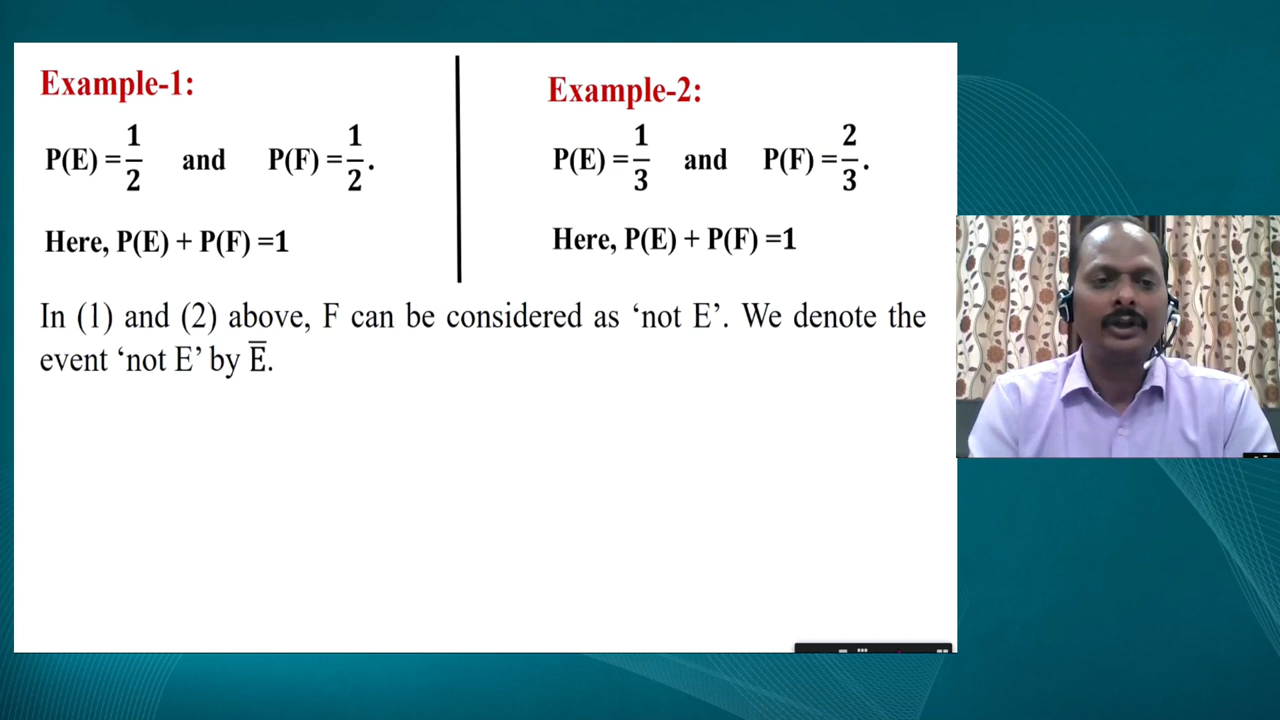 Example-1:
P(E) = 1/2 and P(F) = 1/2.
Here, P(E) + P(F) =1
Example-2:
P(E) = 1/3 and P(F) = 2/3.
Here, P(E) + P(F) =1
In (1) and (2) above, F can be considered as ‘not E’. We denote the
event ‘not E’ by E̅.